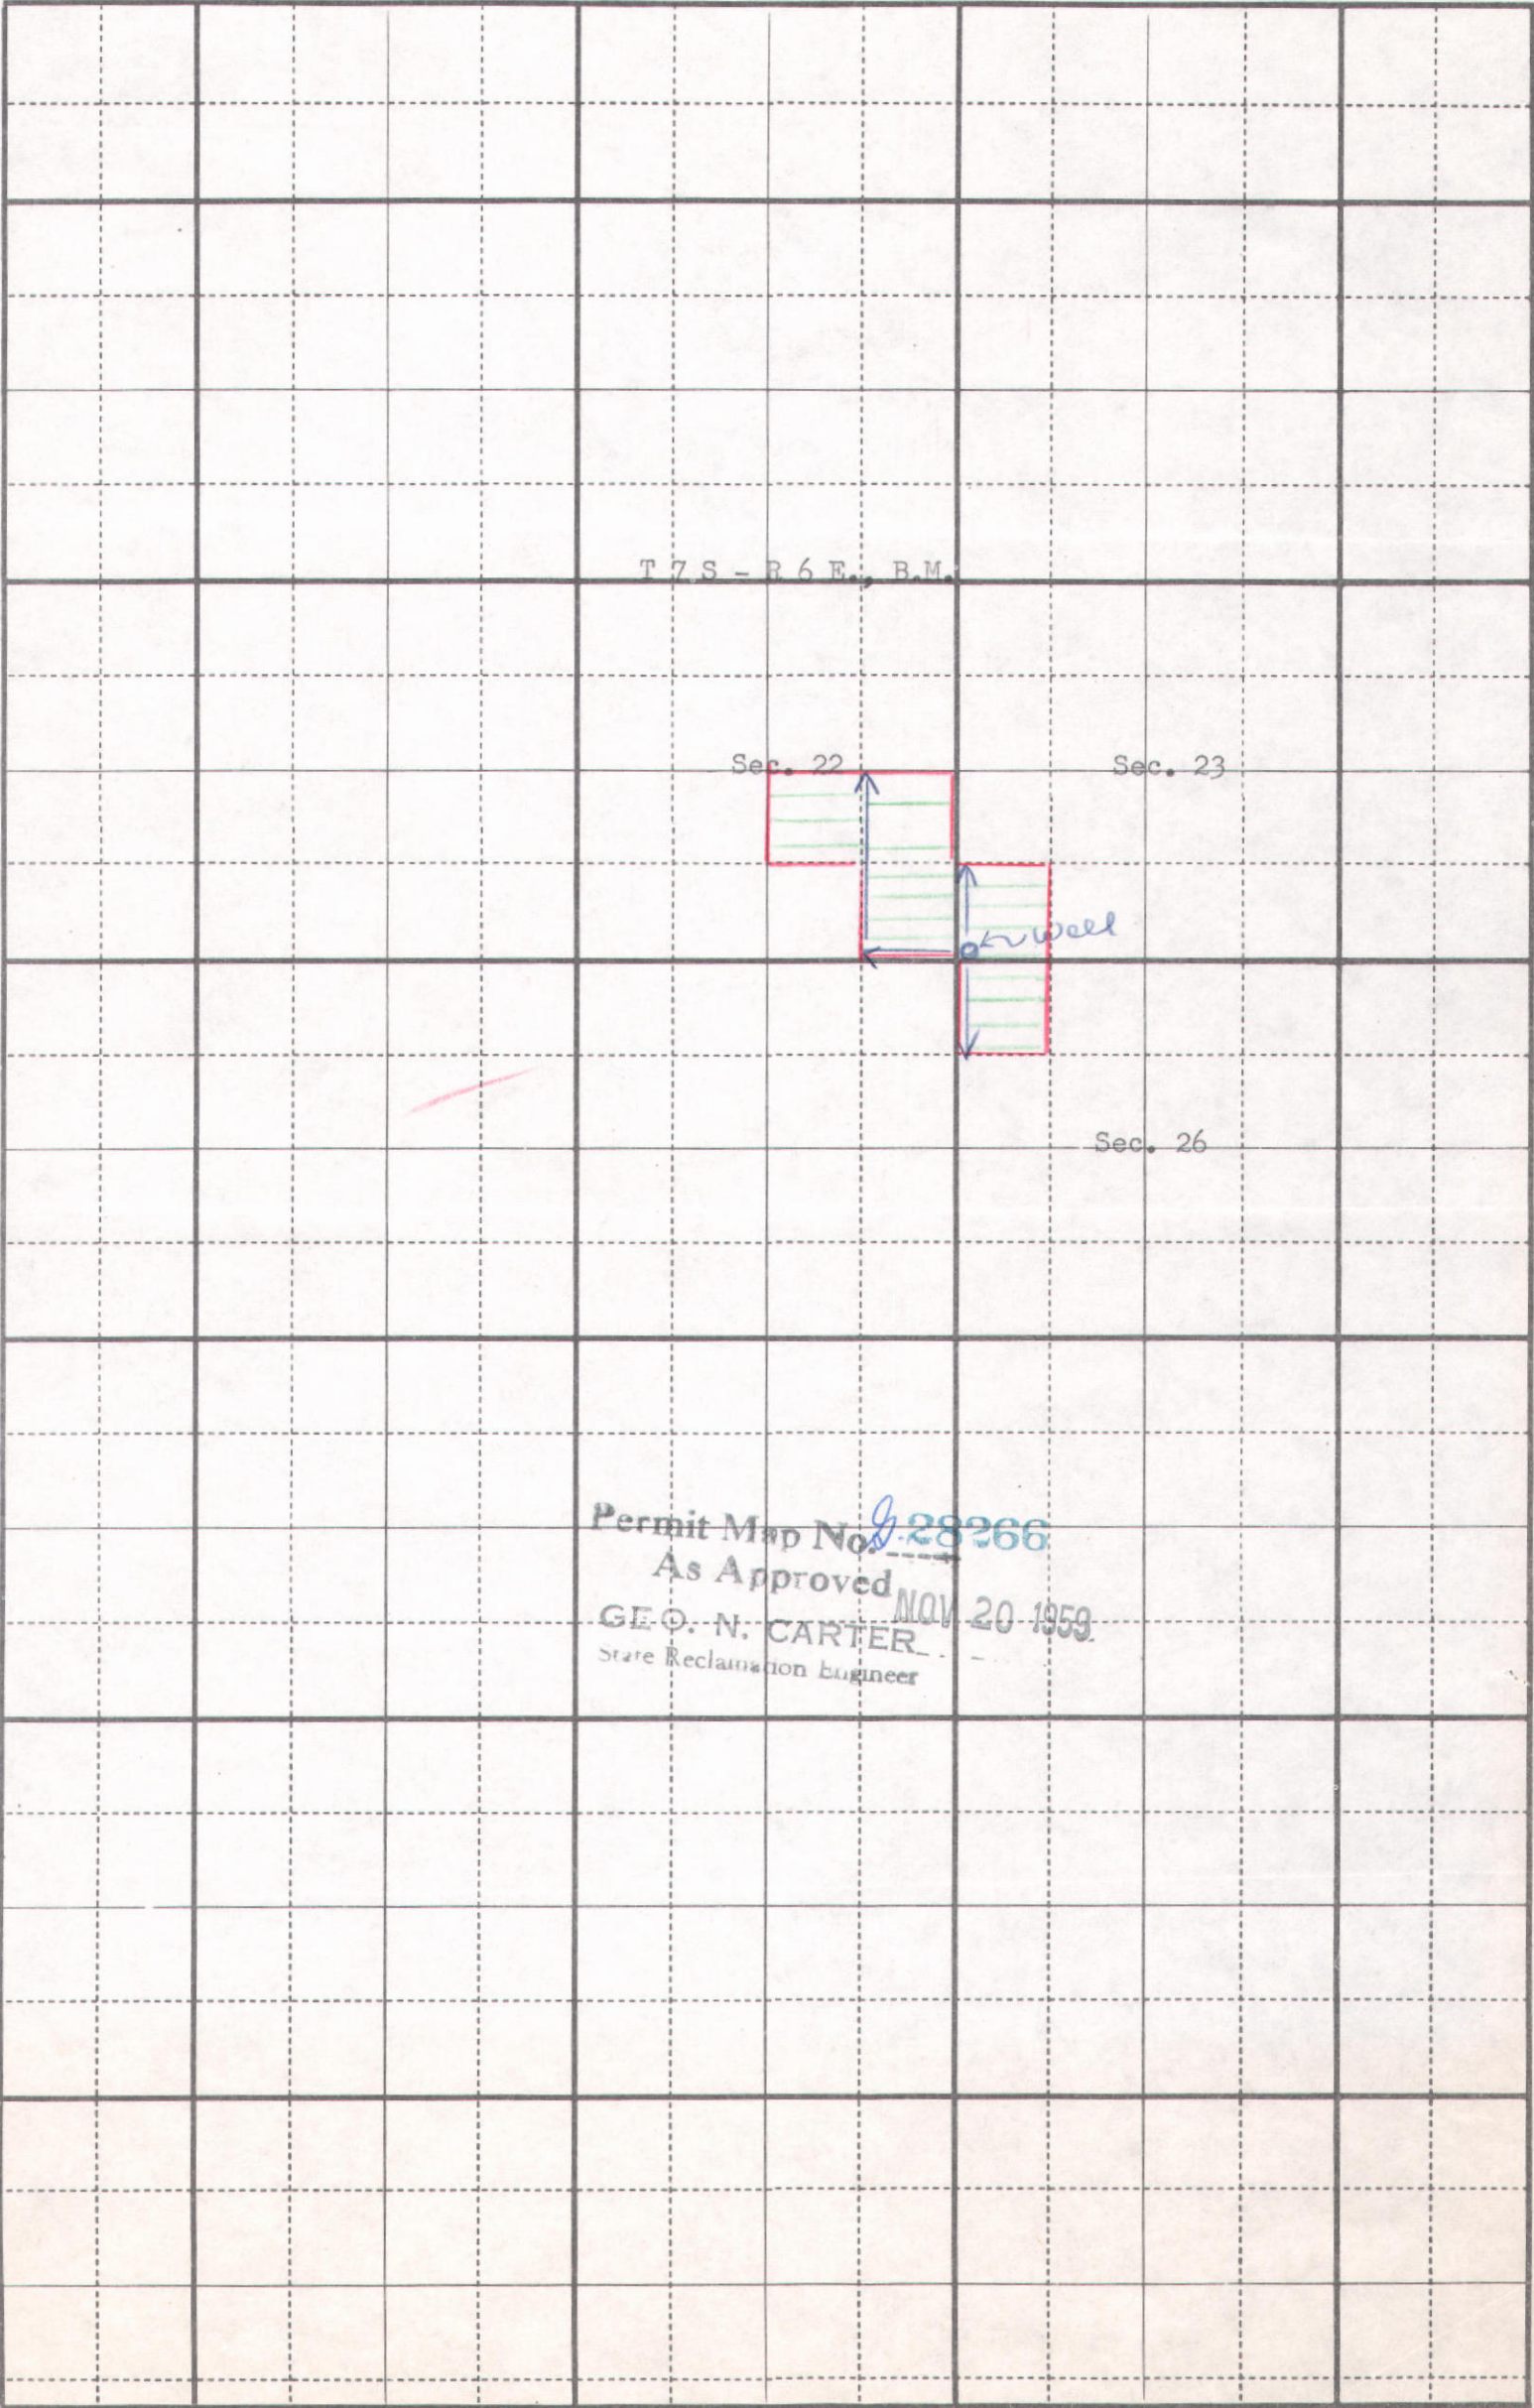 T 7 S - R 6 E., B.M.
Sec. 22
Sec. 23
Well
Sec. 26
Permit Map No. G-28266
As Approved NOV 20 1959
GEO. N. CARTER
State Reclamation Engineer